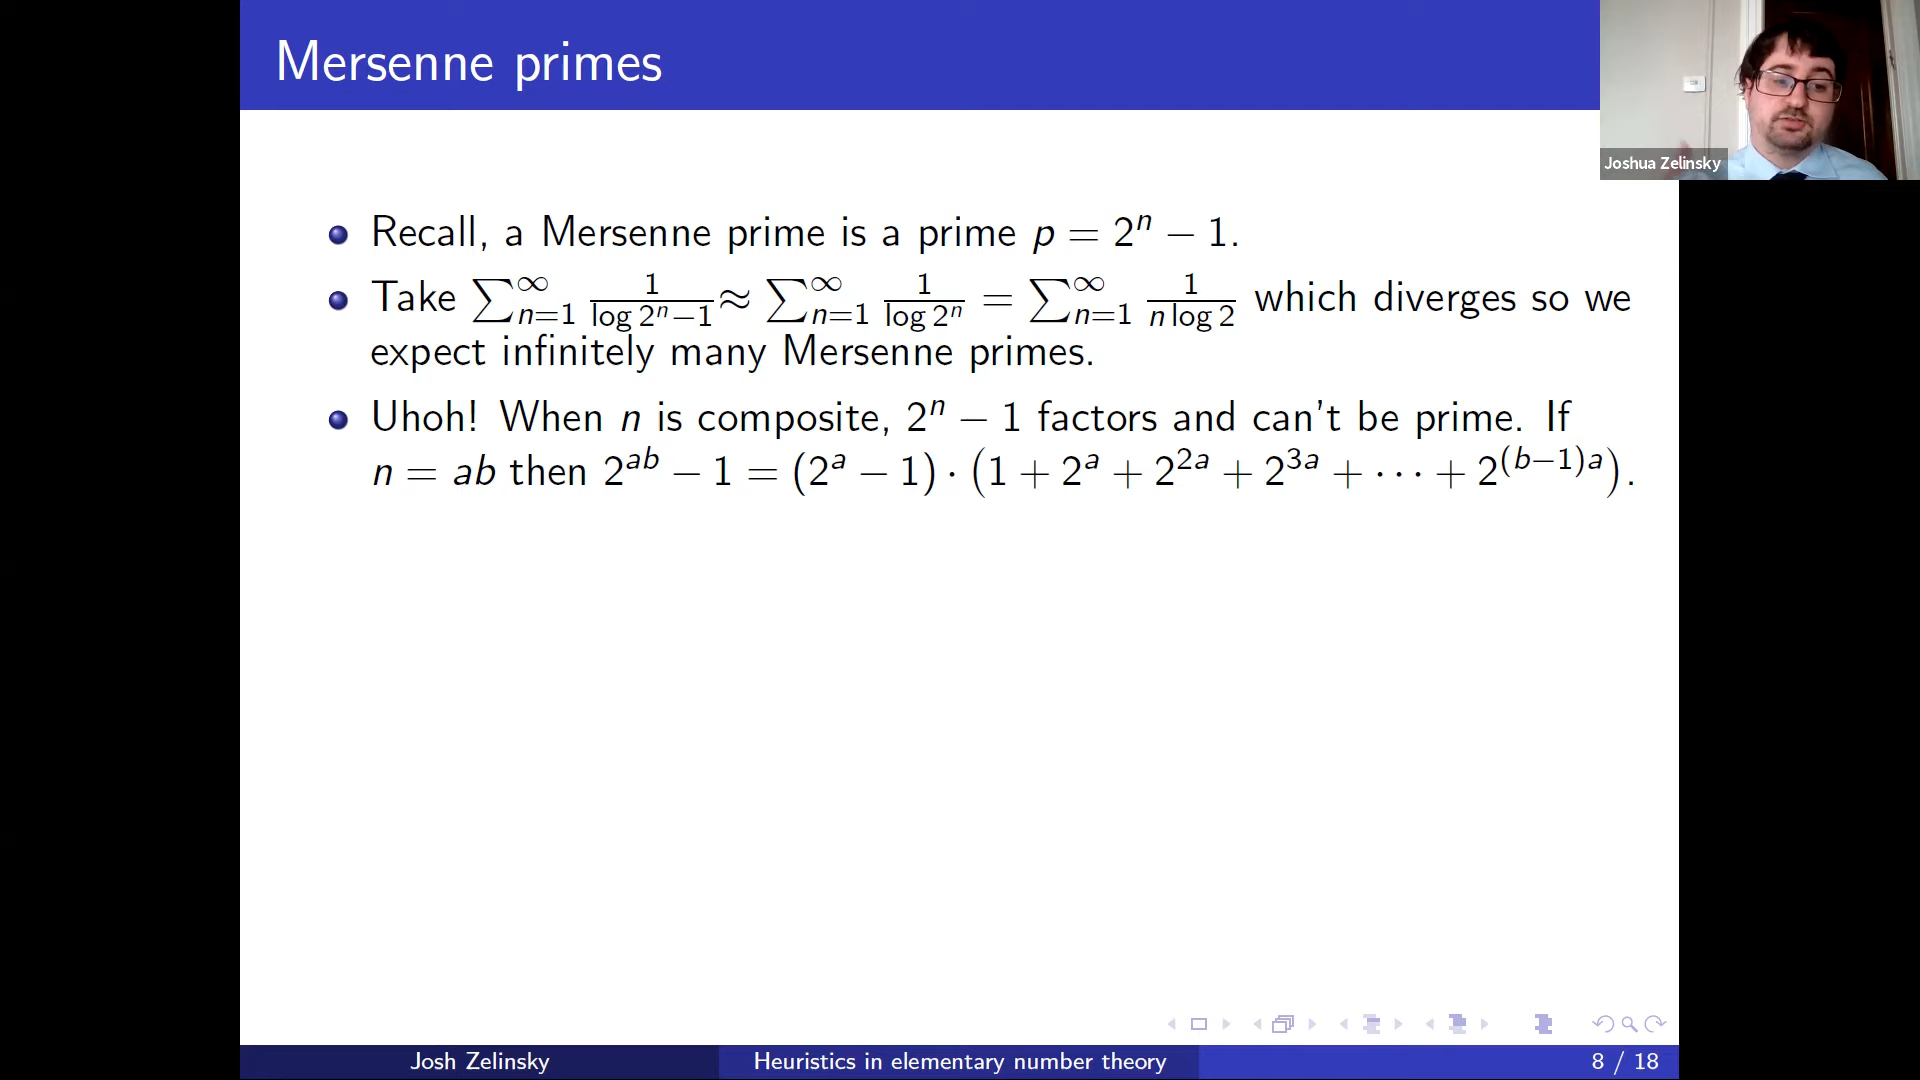 Mersenne primes
Joshua Zelinsky
Recall, a Mersenne prime is a prime p = 2^n − 1.
Take ∑_{n=1}^∞ 1/(log 2^n−1) ≈ ∑_{n=1}^∞ 1/(log 2^n) = ∑_{n=1}^∞ 1/(n log 2) which diverges so we
expect infinitely many Mersenne primes.
Uhoh! When n is composite, 2^n − 1 factors and can't be prime. If
n = ab then 2^{ab} − 1 = (2^a − 1) · (1 + 2^a + 2^{2a} + 2^{3a} + · · · + 2^{(b−1)a}).
Josh Zelinsky
Heuristics in elementary number theory
8 / 18